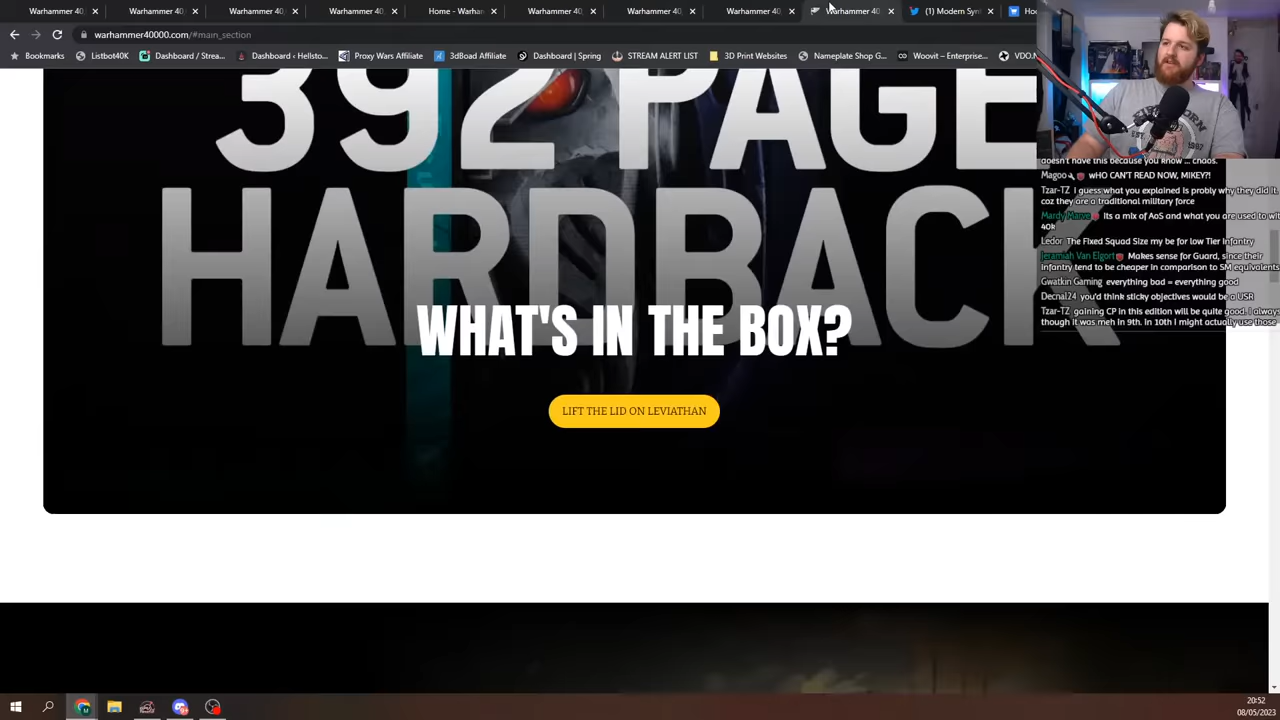 Warhammer 40
Warhammer 40
Warhammer 40
Warhammer 40
Home - Warham
Warhammer 40
Warhammer 40
Warhammer 40
Warhammer 40
(1) Modern Syn
Ho
warhammer40000.com/#main_section
Bookmarks
Listbot40K
Dashboard / Strea...
Dashboard ‹ Hellsto...
Proxy Wars Affiliate
3dBrew Affiliate
Dashboard | Spring
STREAM ALERT LIST
3D Print Websites
Nameplate Shop G...
Woovit – Enterprise...
VDO.N
392 PAGE
HARDBACK
WHAT'S IN THE BOX?
LIFT THE LID ON LEVIATHAN
doesn't have this because you know ... chaos.
Magoo wHO CAN'T READ NOW, MIKEY?!
Tzar-TZ I guess what you explained is probly why they did it.
coz they are a traditional military force
Mardy Marve Its a mix of AoS and what you are used to wi
40k
Ledor The Fixed Squad Size my be for low Tier Infantry
Jeramiah Van Elgort Makes sense for Guard, since their
infantry tend to be cheaper in comparison to SM equivalents
Gwatkin Gaming everything bad = everything good
Decnal24 you'd think sticky objectives would be a USR
Tzar-TZ gaining CP in this edition will be quite good. I always
though it was meh in 9th. in 10th I might actually use those
20:52
08/05/2023